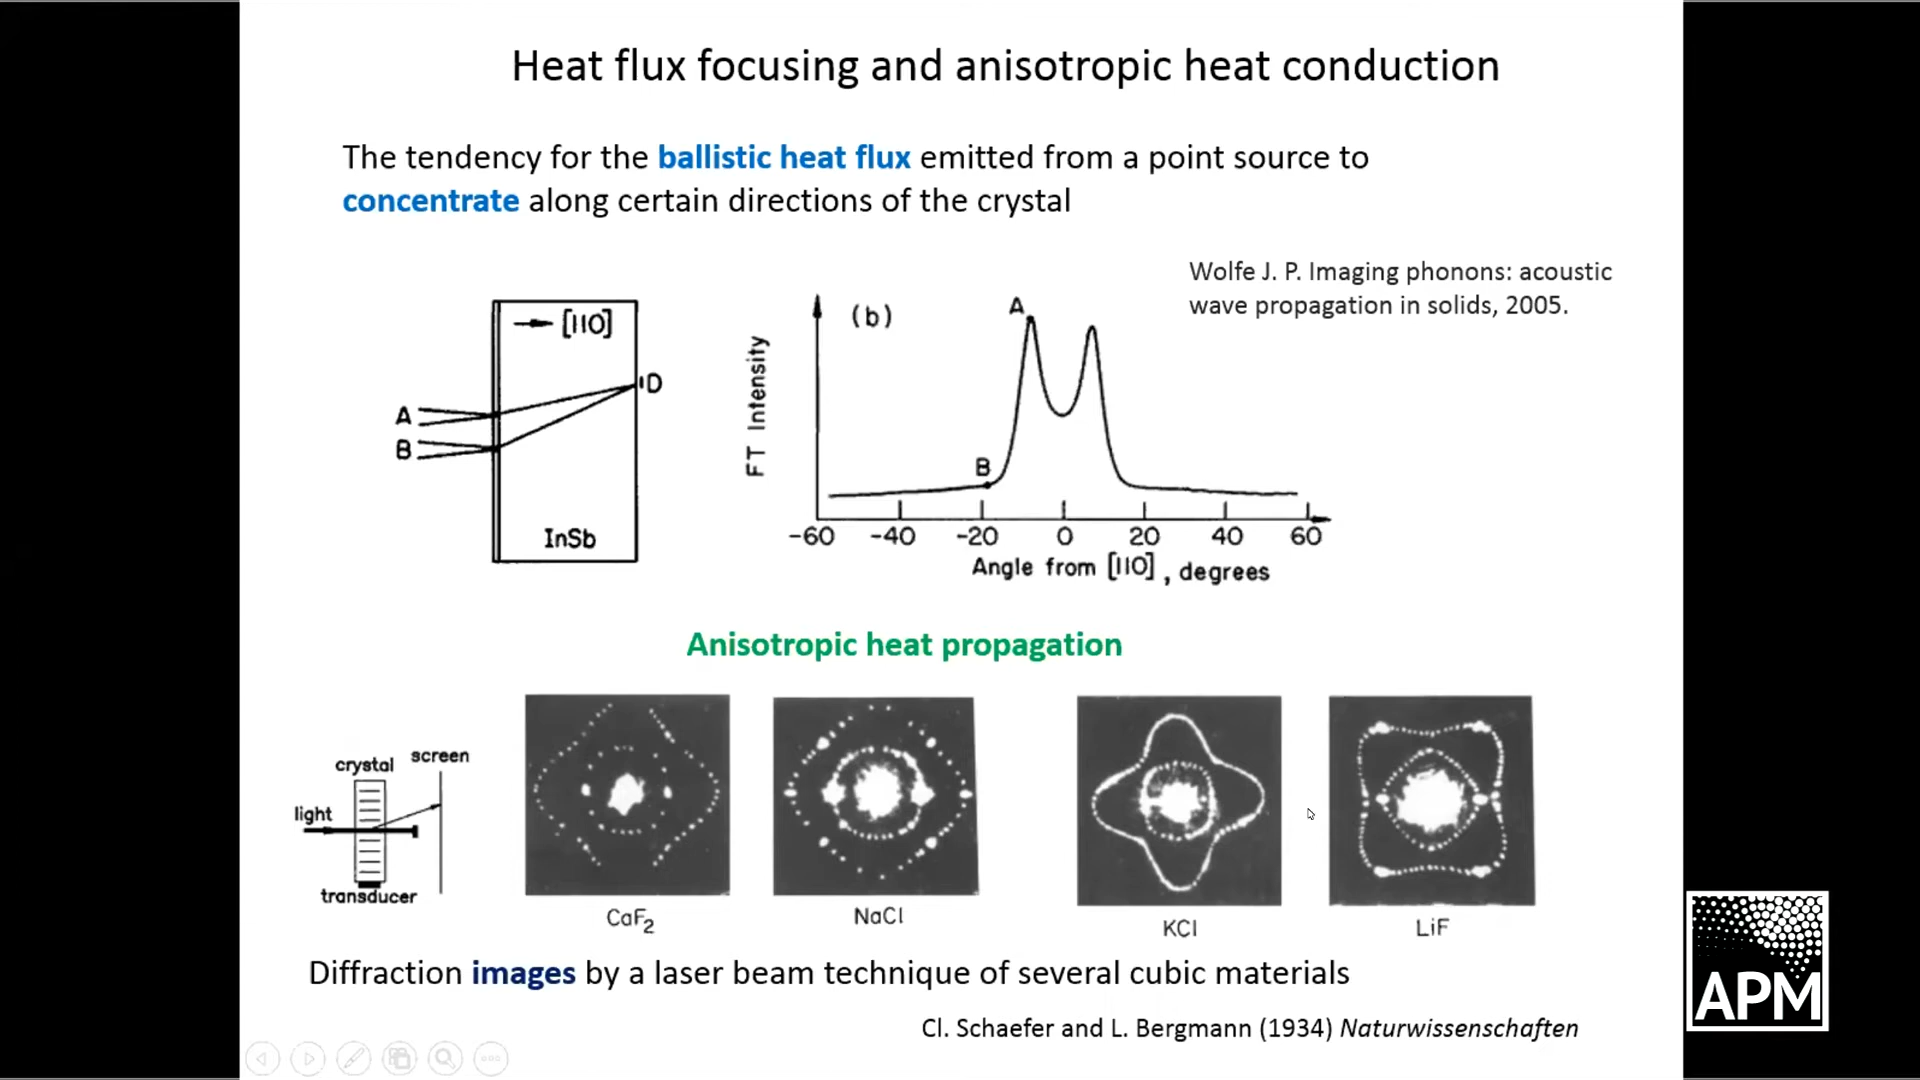 Heat flux focusing and anisotropic heat conduction
The tendency for the ballistic heat flux emitted from a point source to
concentrate along certain directions of the crystal
Wolfe J. P. Imaging phonons: acoustic
wave propagation in solids, 2005.
→ [110]
D
A
B
InSb
(b)
A
B
FT Intensity
-60 -40 -20 0 20 40 60
Angle from [110], degrees
Anisotropic heat propagation
crystal screen
light
transducer
CaF2 NaCl KCl LiF
Diffraction images by a laser beam technique of several cubic materials
Cl. Schaefer and L. Bergmann (1934) Naturwissenschaften
APM